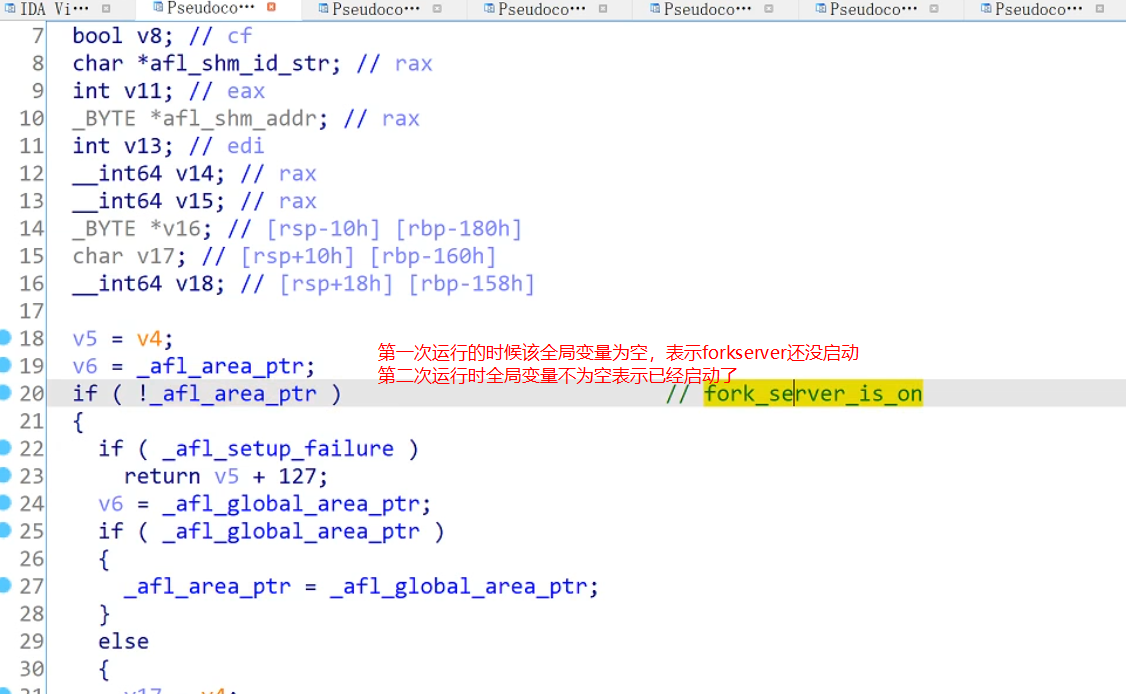 IDA Vi··· Pseudoco··· Pseudoco··· Pseudoco··· Pseudoco··· Pseudoco··· Pseudoco···
7 bool v8; // cf
8 char *afl_shm_id_str; // rax
9 int v11; // eax
10 _BYTE *afl_shm_addr; // rax
11 int v13; // edi
12 __int64 v14; // rax
13 __int64 v15; // rax
14 _BYTE *v16; // [rsp-10h] [rbp-180h]
15 char v17; // [rsp+10h] [rbp-160h]
16 __int64 v18; // [rsp+18h] [rbp-158h]
17
18 v5 = v4;
第一次运行的时候该全局变量为空，表示forkserver还没启动
19 v6 = _afl_area_ptr;
第二次运行时全局变量不为空表示已经启动了
20 if ( !_afl_area_ptr ) // fork_server_is_on
21 {
22 if ( _afl_setup_failure )
23 return v5 + 127;
24 v6 = _afl_global_area_ptr;
25 if ( _afl_global_area_ptr )
26 {
27 _afl_area_ptr = _afl_global_area_ptr;
28 }
29 else
30 {
31 v17 = v4;